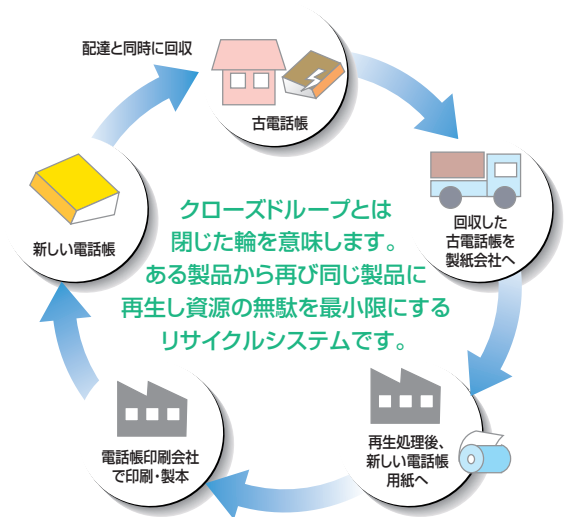 配達と同時に回収
古電話帳
回収した
古電話帳を
製紙会社へ
再生処理後、
新しい電話帳
用紙へ
電話帳印刷会社
で印刷・製本
新しい電話帳
クローズドループとは
閉じた輪を意味します。
ある製品から再び同じ製品に
再生し資源の無駄を最小限にする
リサイクルシステムです。